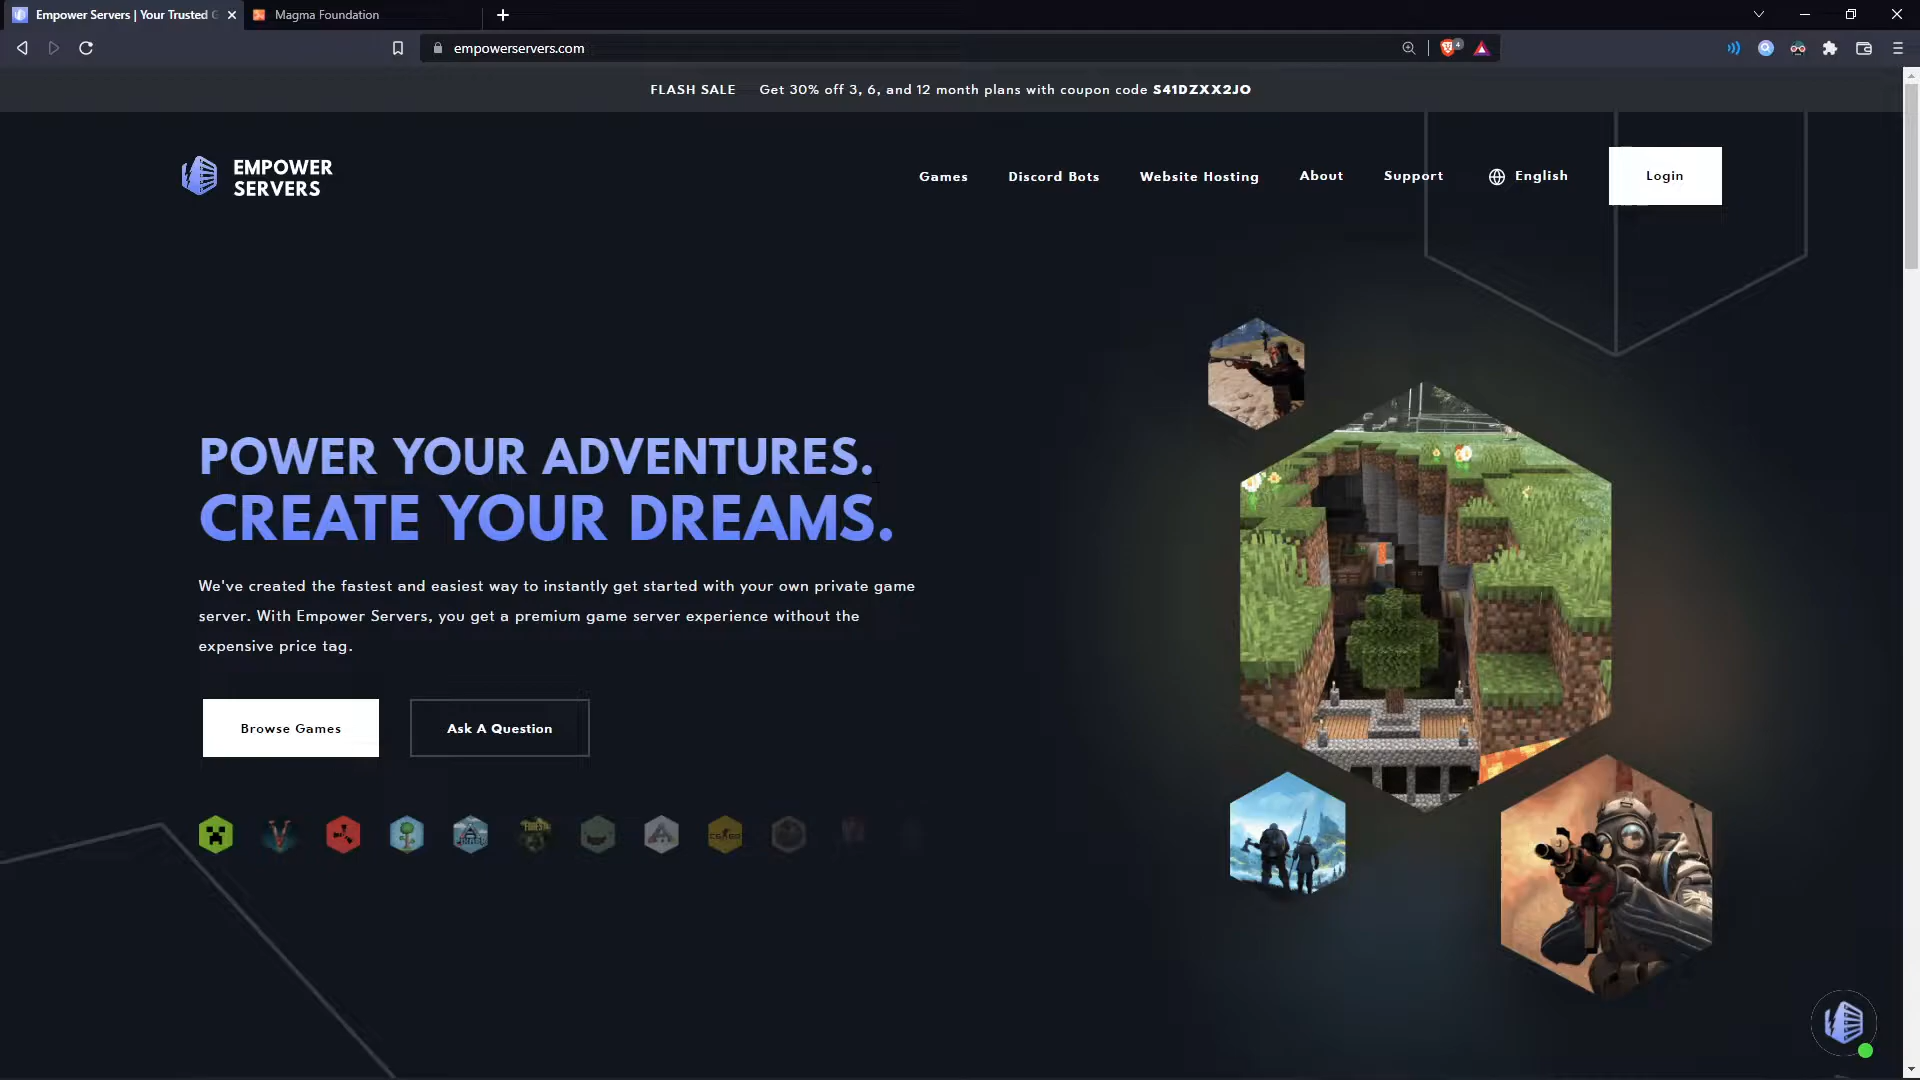 Empower Servers | Your Trusted G
Magma Foundation
empowerservers.com
4
FLASH SALE Get 30% off 3, 6, and 12 month plans with coupon code S41DZXX2JO
EMPOWER
SERVERS
Games
Discord Bots
Website Hosting
About
Support
English
Login
POWER YOUR ADVENTURES.
CREATE YOUR DREAMS.
We've created the fastest and easiest way to instantly get started with your own private game
server. With Empower Servers, you get a premium game server experience without the
expensive price tag.
Browse Games
Ask A Question